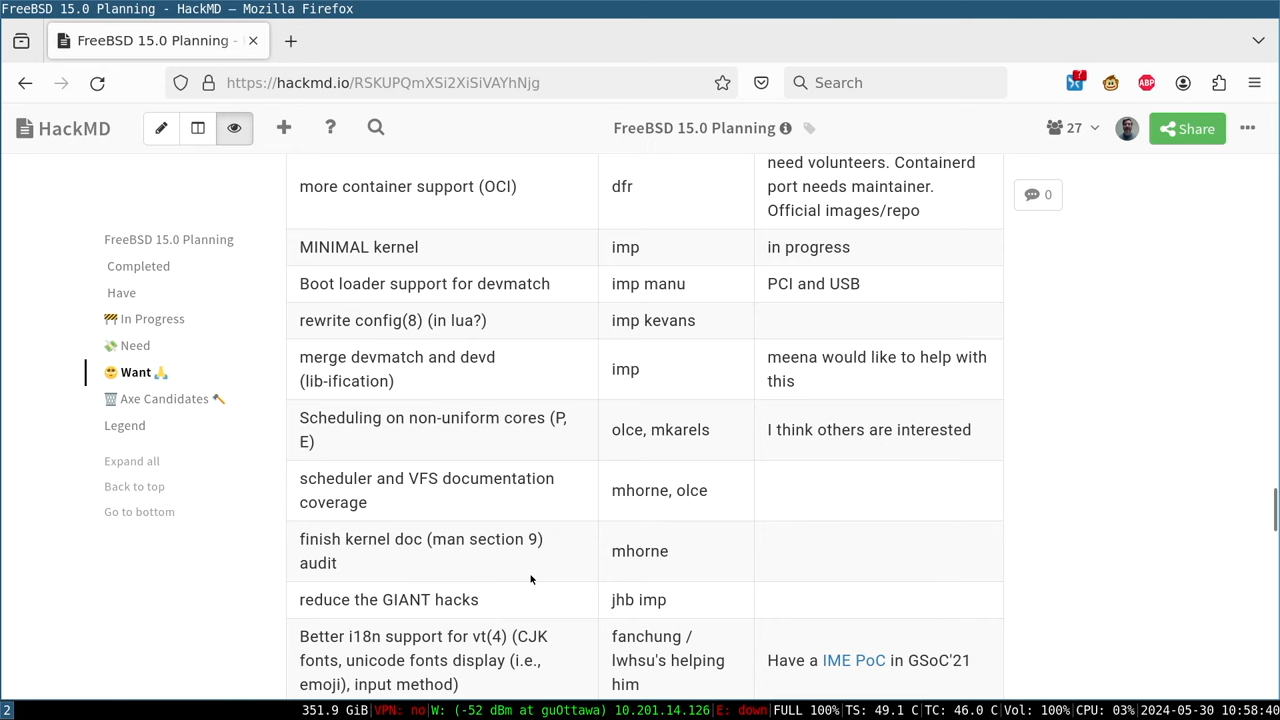 FreeBSD 15.0 Planning - HackMD — Mozilla Firefox
FreeBSD 15.0 Planning -
https://hackmd.io/RSKUPOmXSi2XiSiVAYhNjg
Search
7
ABP
HackMD
FreeBSD 15.0 Planning
27
Share
0
FreeBSD 15.0 Planning
Completed
Have
🚧 In Progress
💸 Need
🥺 Want 🙏
🗑️ Axe Candidates 🪓
Legend
Expand all
Back to top
Go to bottom
more container support (OCI)
dfr
need volunteers. Containerd
port needs maintainer.
Official images/repo
MINIMAL kernel
imp
in progress
Boot loader support for devmatch
imp manu
PCI and USB
rewrite config(8) (in lua?)
imp kevans
merge devmatch and devd
(lib-ification)
imp
meena would like to help with
this
Scheduling on non-uniform cores (P,
E)
olce, mkarels
I think others are interested
scheduler and VFS documentation
coverage
mhorne, olce
finish kernel doc (man section 9)
audit
mhorne
reduce the GIANT hacks
jhb imp
Better i18n support for vt(4) (CJK
fonts, unicode fonts display (i.e.,
emoji), input method)
fanchung /
lwhsu's helping
him
Have a IME PoC in GSoC'21
2
351.9 GiB|VPN: no|W: (-52 dBm at guOttawa) 10.201.14.126|E: down|FULL 100%|TS: 49.1 C|TC: 46.0 C|Vol: 100%|CPU: 03%|2024-05-30 10:58:40